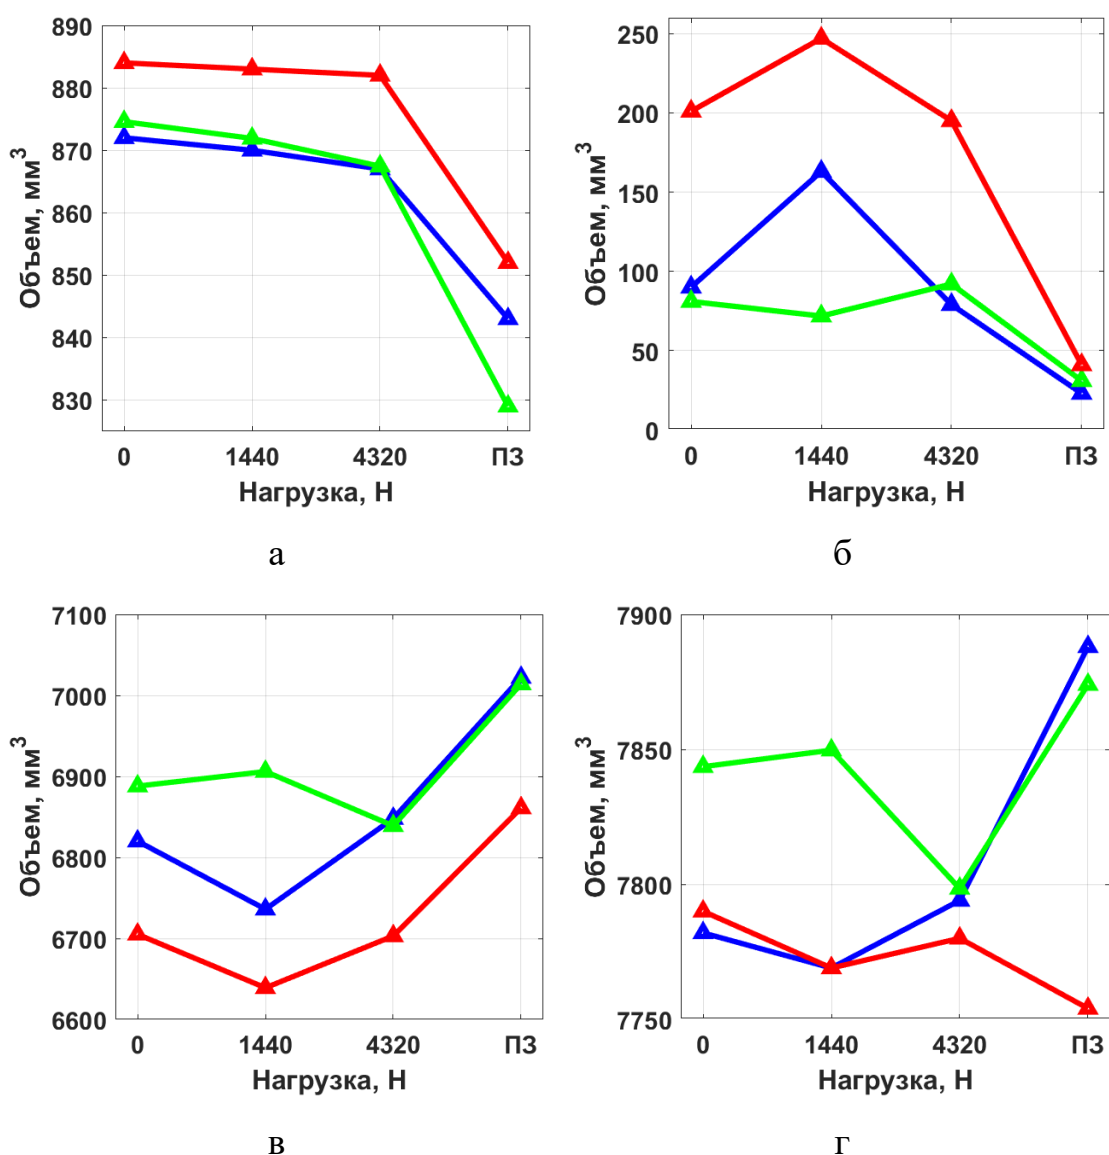 890
880
870
860
850
840
830
Объем, мм³
0 1440 4320 ПЗ
Нагрузка, Н
а
250
200
150
100
50
0
Объем, мм³
0 1440 4320 ПЗ
Нагрузка, Н
б
7100
7000
6900
6800
6700
6600
Объем, мм³
0 1440 4320 ПЗ
Нагрузка, Н
в
7900
7850
7800
7750
Объем, мм³
0 1440 4320 ПЗ
Нагрузка, Н
г